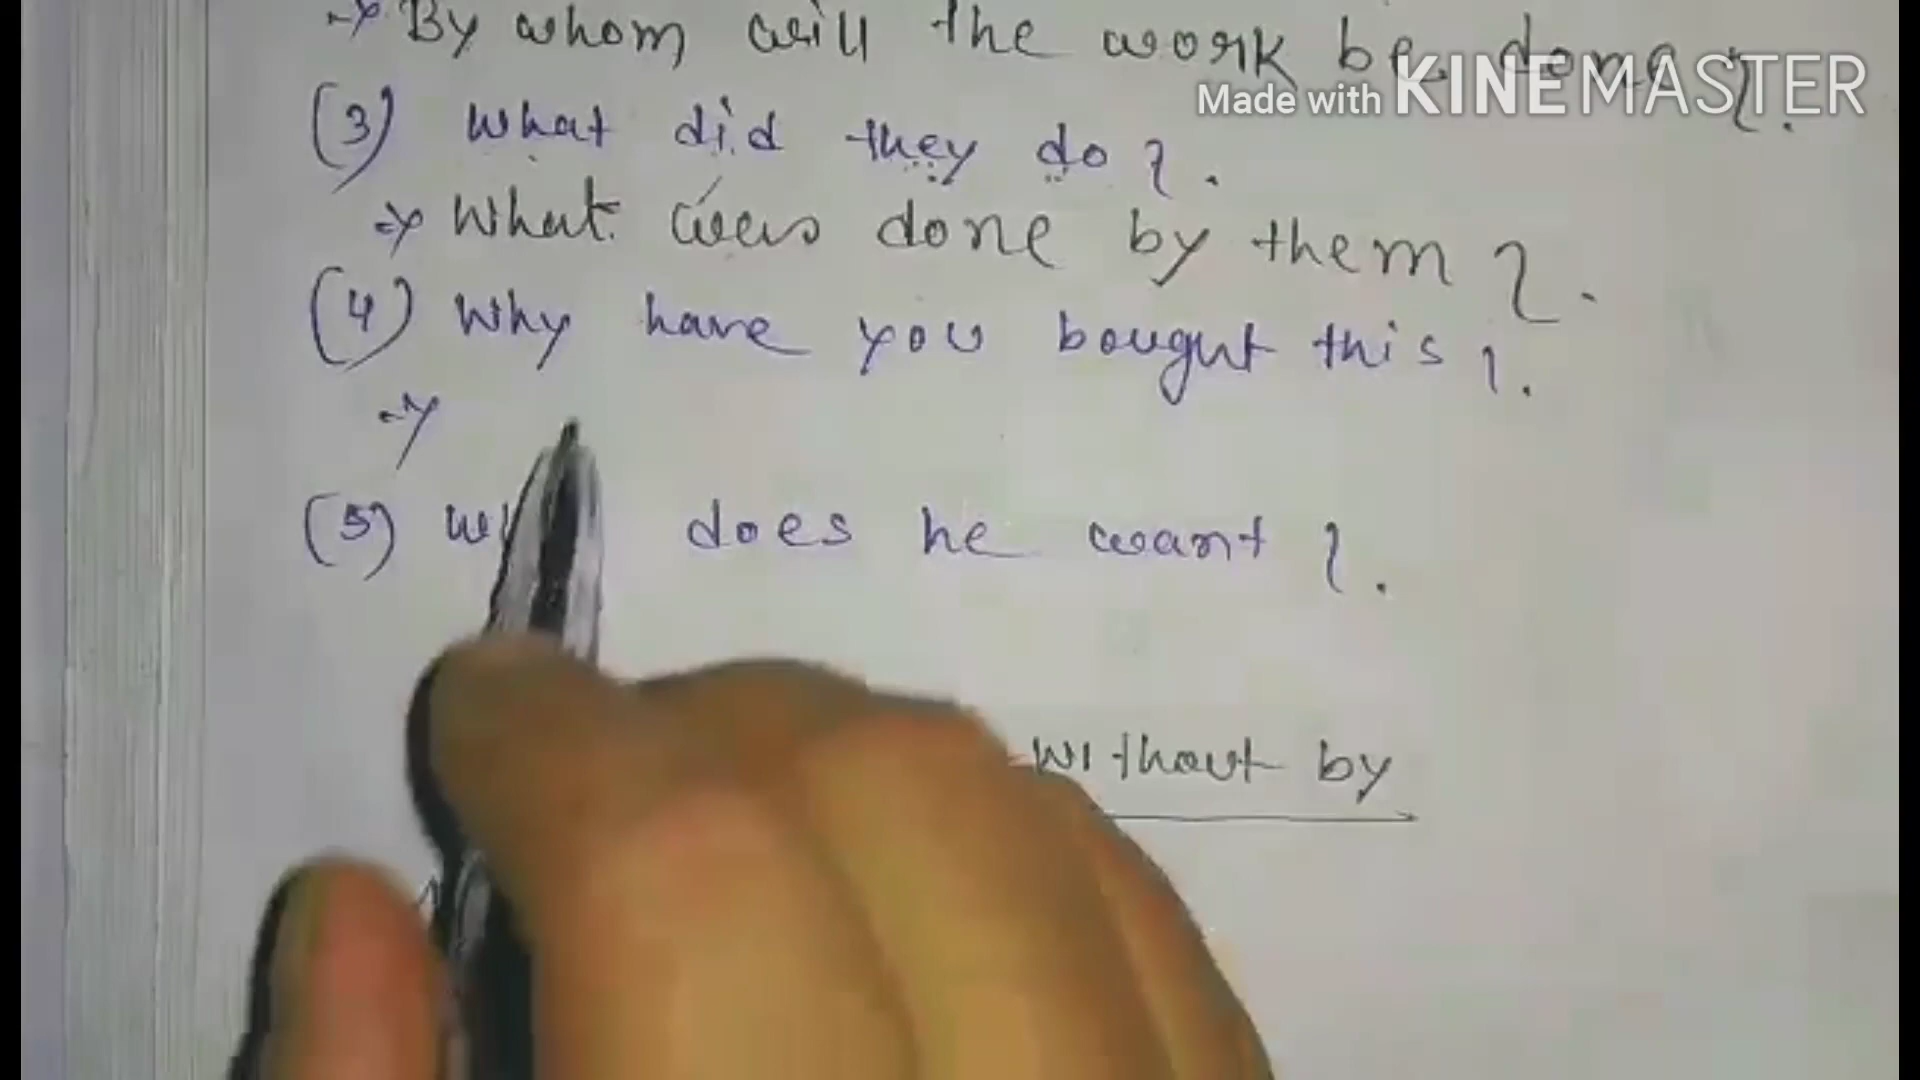 → By whom will the work be done ?.
Made with KINEMASTER
(3) What did they do ?.
→ What was done by them ?.
(4) Why have you bought this ?.
→
(5) does he want ?.
without by